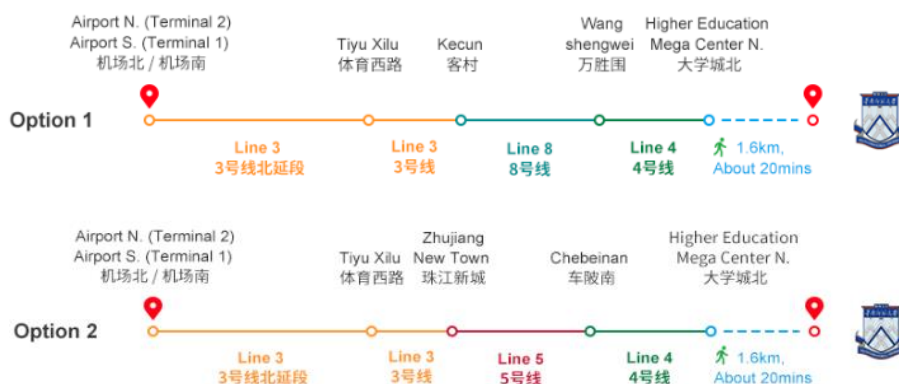 Airport N. (Terminal 2)
Airport S. (Terminal 1)
机场北 / 机场南
Tiyu Xilu
体育西路
Kecun
客村
Wang
shengwei
万胜围
Higher Education
Mega Center N.
大学城北
Option 1
Line 3
3号线北延段
Line 3
3号线
Line 8
8号线
Line 4
4号线
1.6km,
About 20mins
Airport N. (Terminal 2)
Airport S. (Terminal 1)
机场北 / 机场南
Tiyu Xilu
体育西路
Zhujiang
New Town
珠江新城
Chebeinan
车陂南
Higher Education
Mega Center N.
大学城北
Option 2
Line 3
3号线北延段
Line 3
3号线
Line 5
5号线
Line 4
4号线
1.6km,
About 20mins